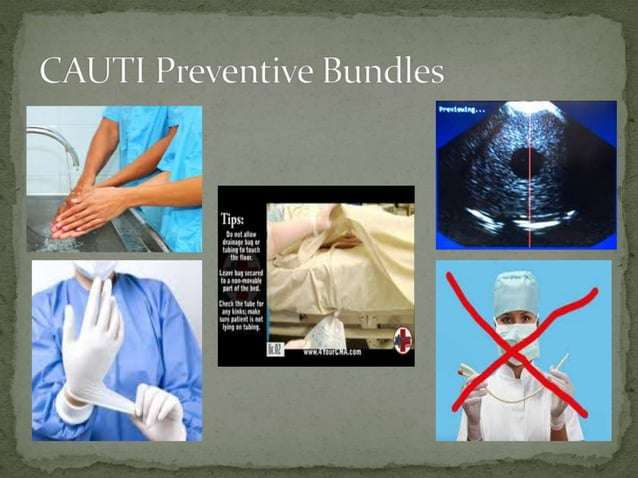 CAUTI Preventive Bundles
Previewing...
Tips:
Do not allow
drainage bag or
tubing to touch
the floor.
Leave bag secured
to a non-movable
part of the bed.
Check the tube for
any kinks; make
sure patient is not
lying on tubing.
www.4YourCNA.com